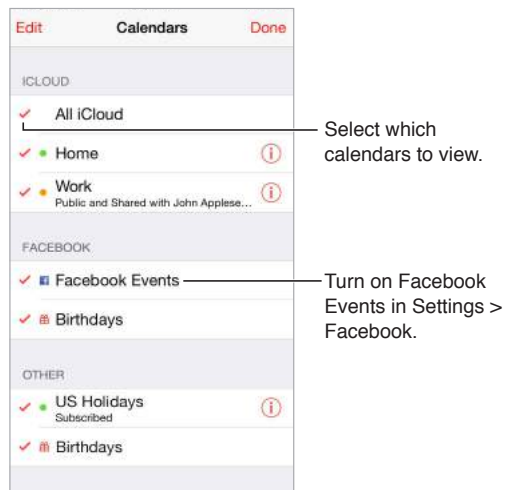 Edit Calendars Done
ICLOUD
All iCloud
Home
Work
Public and Shared with John Applese...
FACEBOOK
Facebook Events
Birthdays
OTHER
US Holidays
Subscribed
Birthdays
Select which
calendars to view.
Turn on Facebook
Events in Settings >
Facebook.